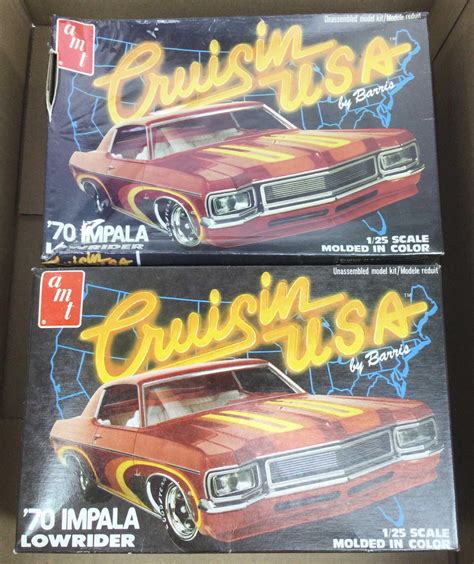 amt
Unassembled model kit/Modèle réduit
Cruisin
USA
by Barris
'70 IMPALA
LOWRIDER
1/25 SCALE
MOLDED IN COLOR
amt
Unassembled model kit/Modèle réduit
Cruisin
USA
TM
by Barris
'70 IMPALA
LOWRIDER
1/25 SCALE
MOLDED IN COLOR